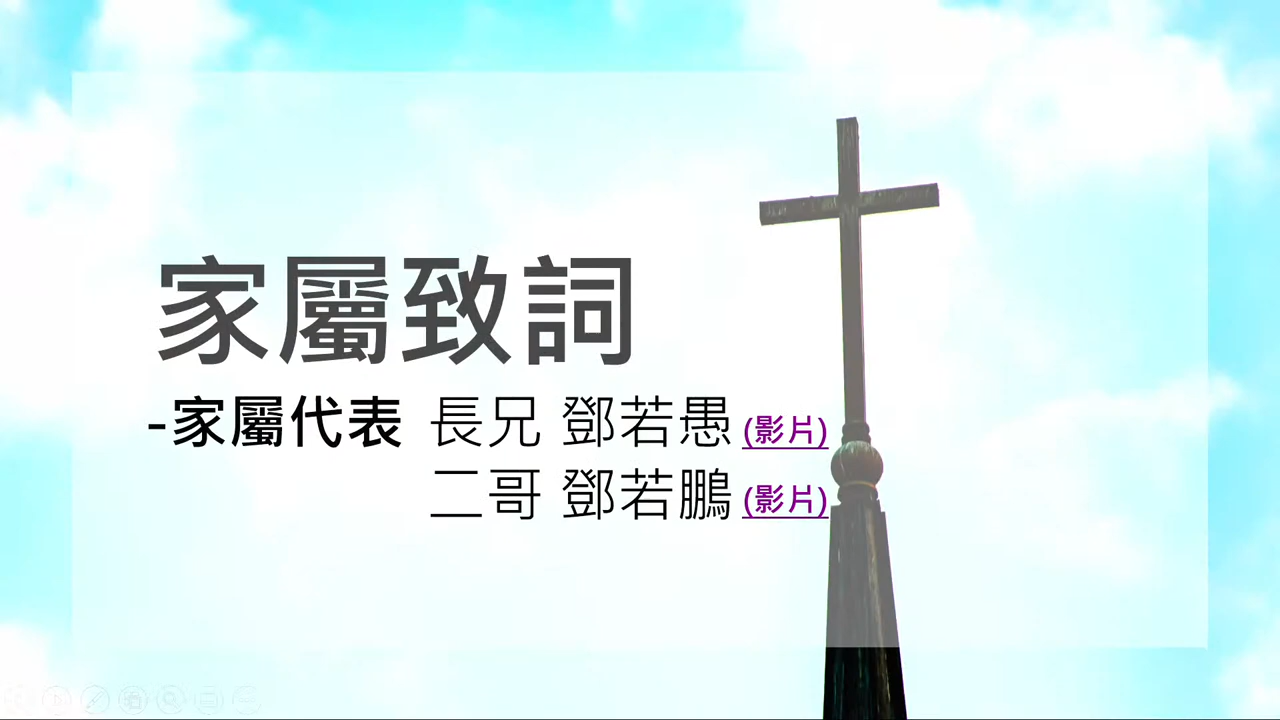 家屬致詞
-家屬代表 長兄 鄧若愚 (影片)
二哥 鄧若鵬 (影片)